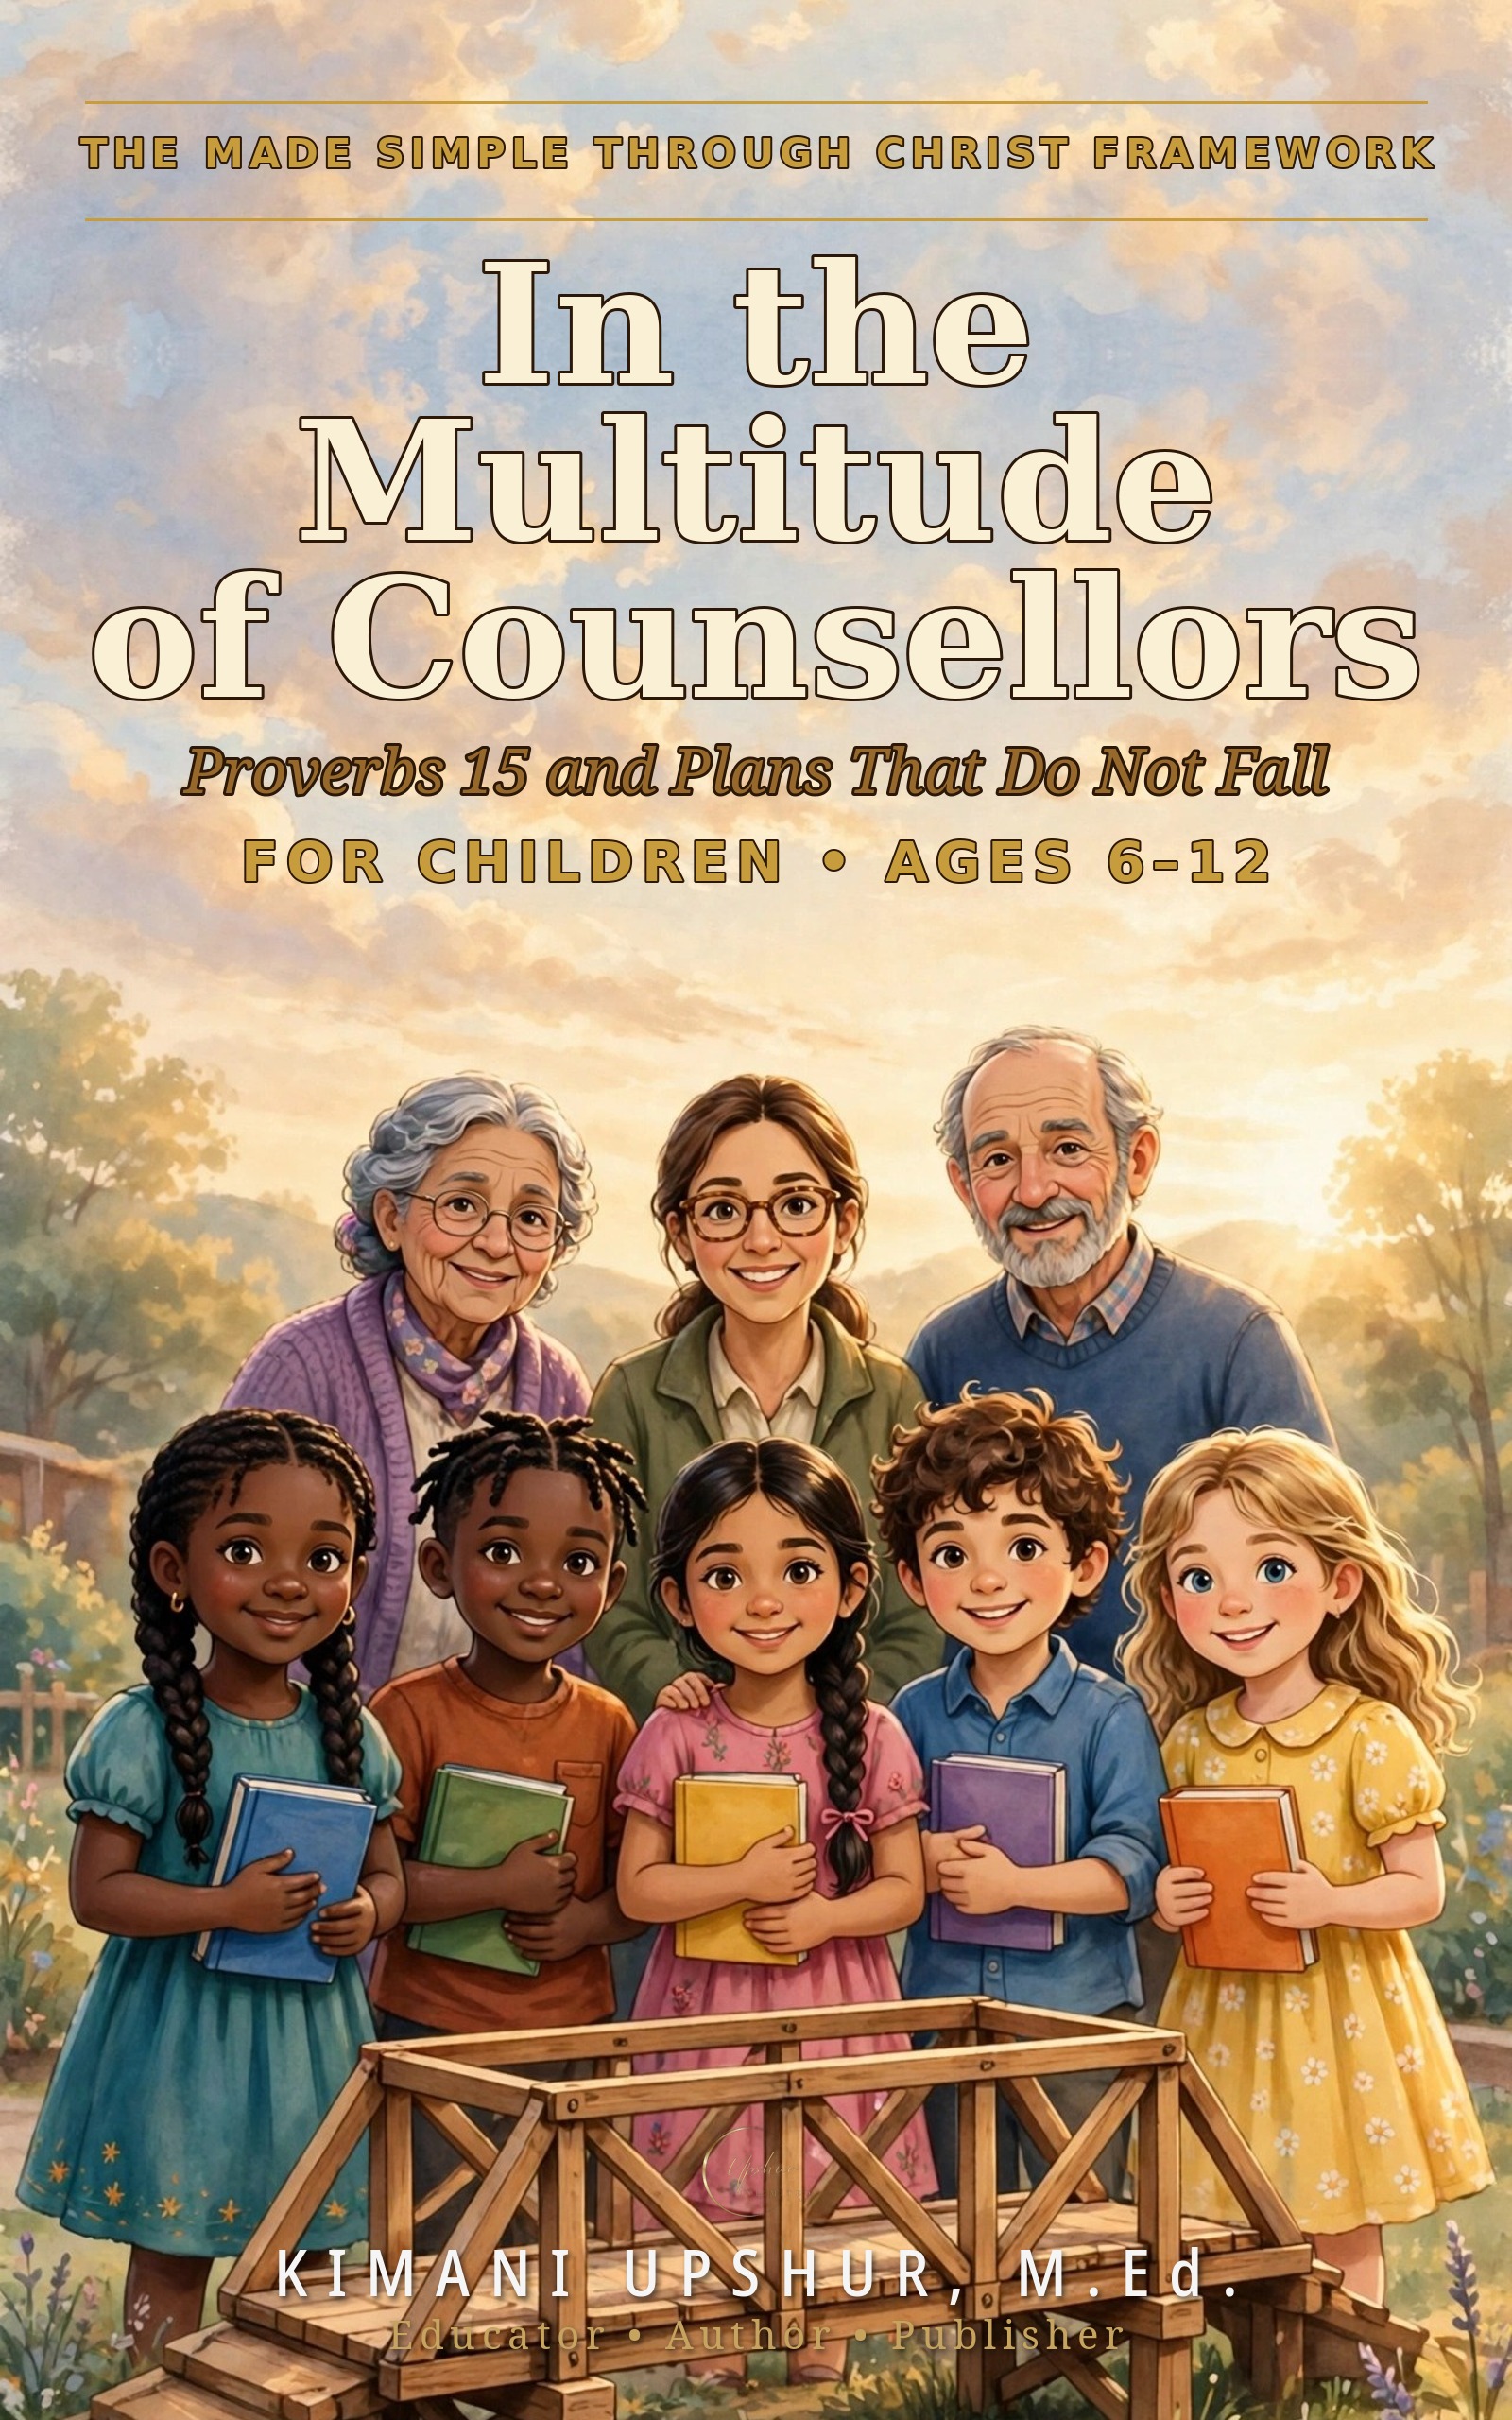 THE MADE SIMPLE THROUGH CHRIST FRAMEWORK
In the
Multitude
of Counsellors
Proverbs 15 and Plans That Do Not Fall
FOR CHILDREN • AGES 6–12
KIMANI UPSHUR, M.Ed.
Educator • Author • Publisher